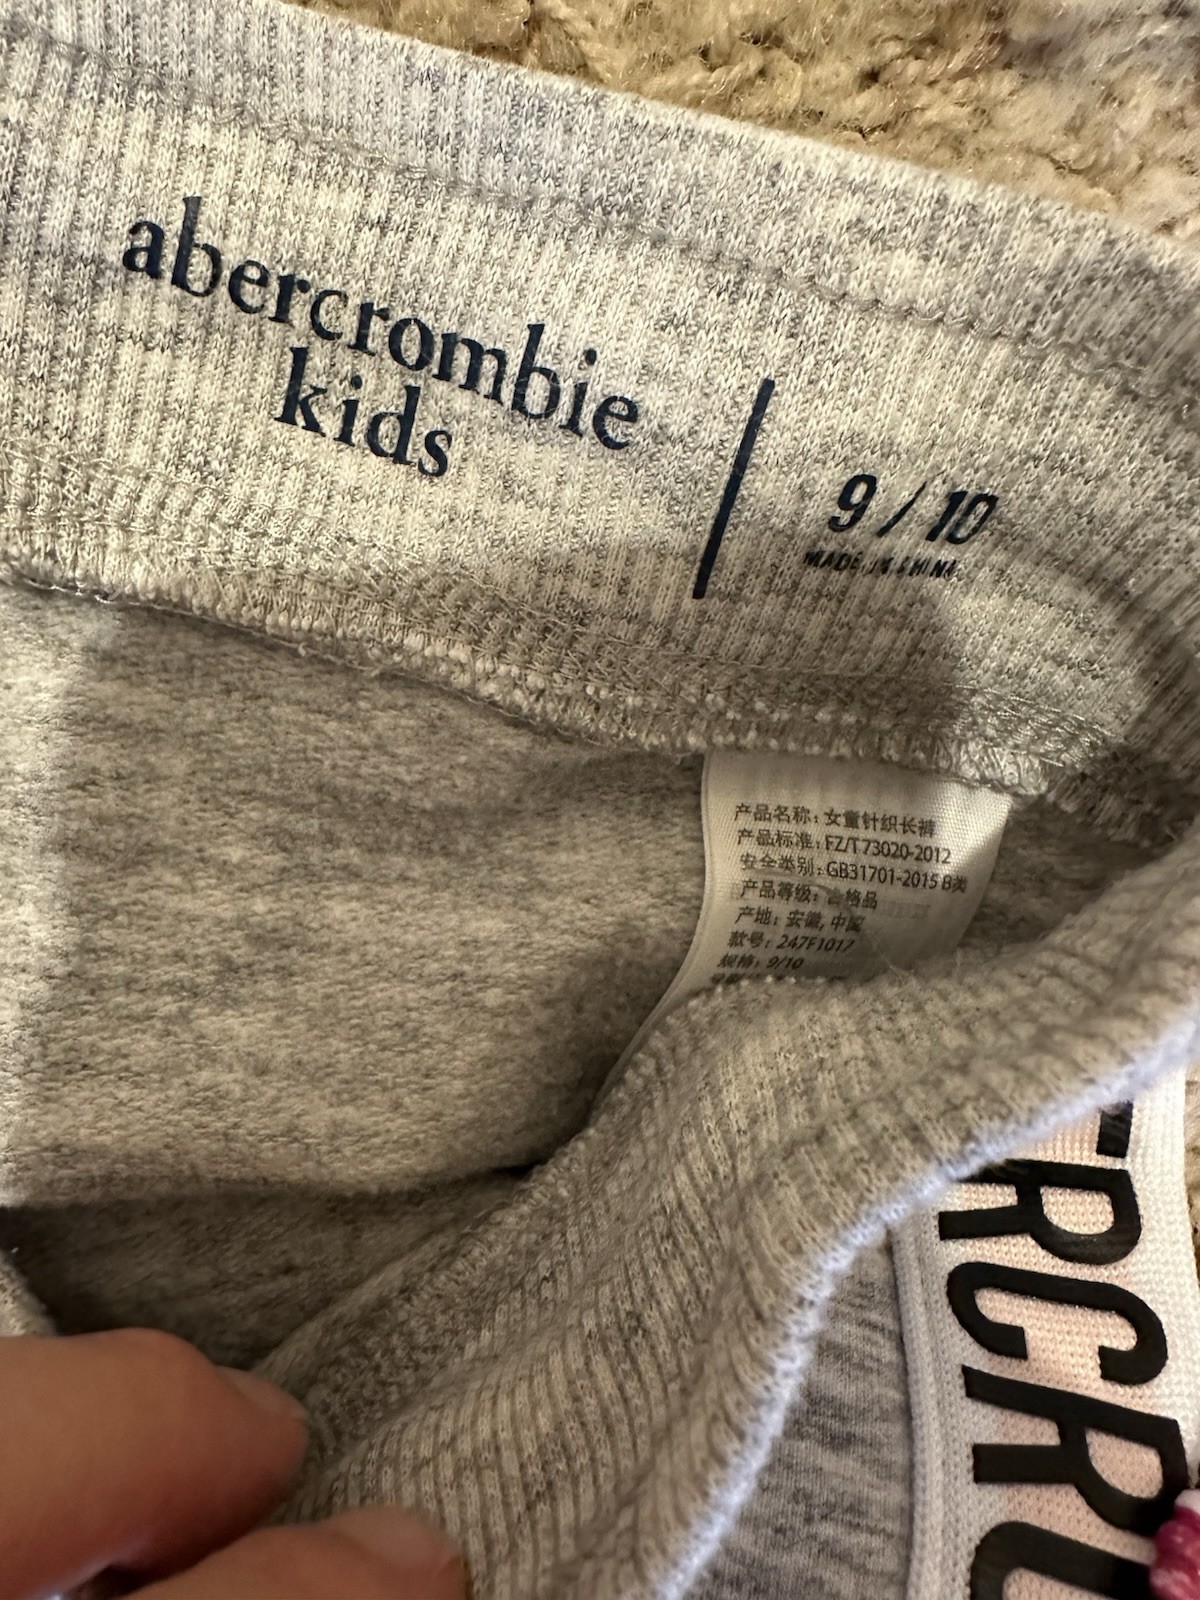 abercrombie
kids
9 / 10
MADE IN CHINA
产品名称：女童针织长裤
产品标准：FZ/T 73020-2012
安全类别：GB31701-2015 B类
产品等级：合格品
产地：安徽, 中国
款号：247F1017
规格：9/10
RCRO